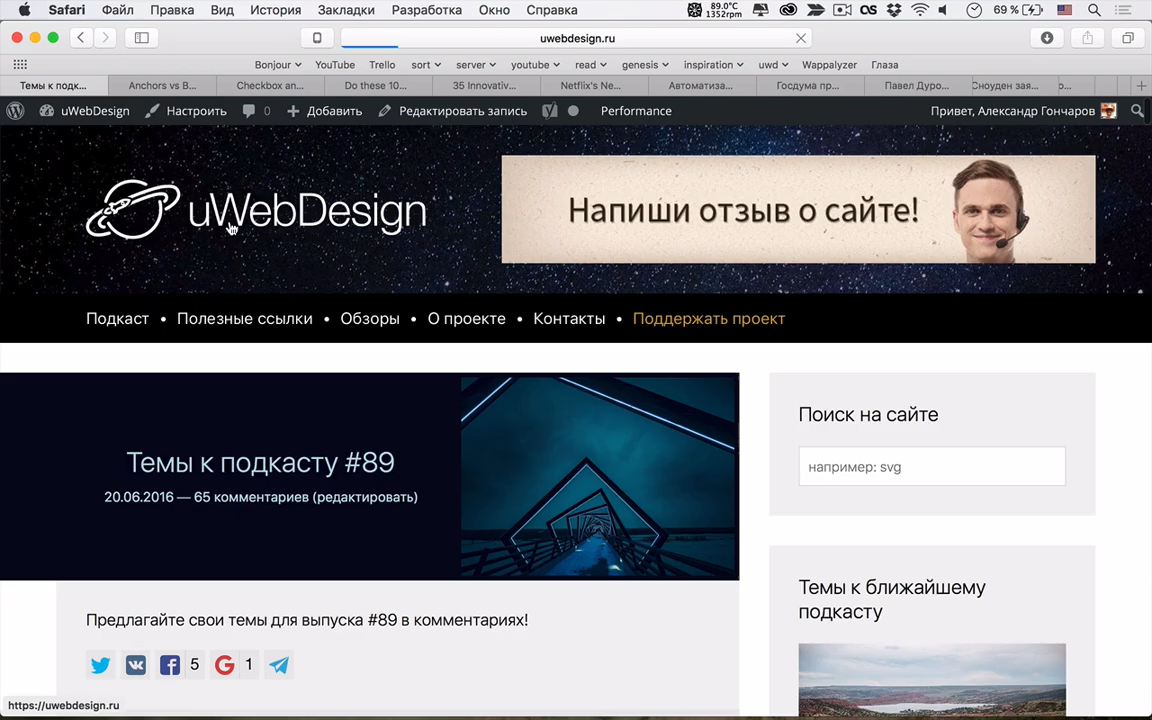 Safari Файл Правка Вид История Закладки Разработка Окно Справка 89.0°C 1352rpm 69 %
uwebdesign.ru
Bonjour YouTube Trello sort server youtube read genesis inspiration uwd Wappalyzer Глаза
Темы к подк... Anchors vs B... Checkbox an... Do these 10... 35 Innovativ... Netflix's Ne... Автоматиза... Госдума пр... Павел Дуро... Сноуден зая...
uWebDesign Настроить 0 Добавить Редактировать запись Performance Привет, Александр Гончаров
uWebDesign
Напиши отзыв о сайте!
Подкаст • Полезные ссылки • Обзоры • О проекте • Контакты • Поддержать проект
Темы к подкасту #89
20.06.2016 — 65 комментариев (редактировать)
Предлагайте свои темы для выпуска #89 в комментариях!
5 1
Поиск на сайте
например: svg
Темы к ближайшему
подкасту
https://uwebdesign.ru